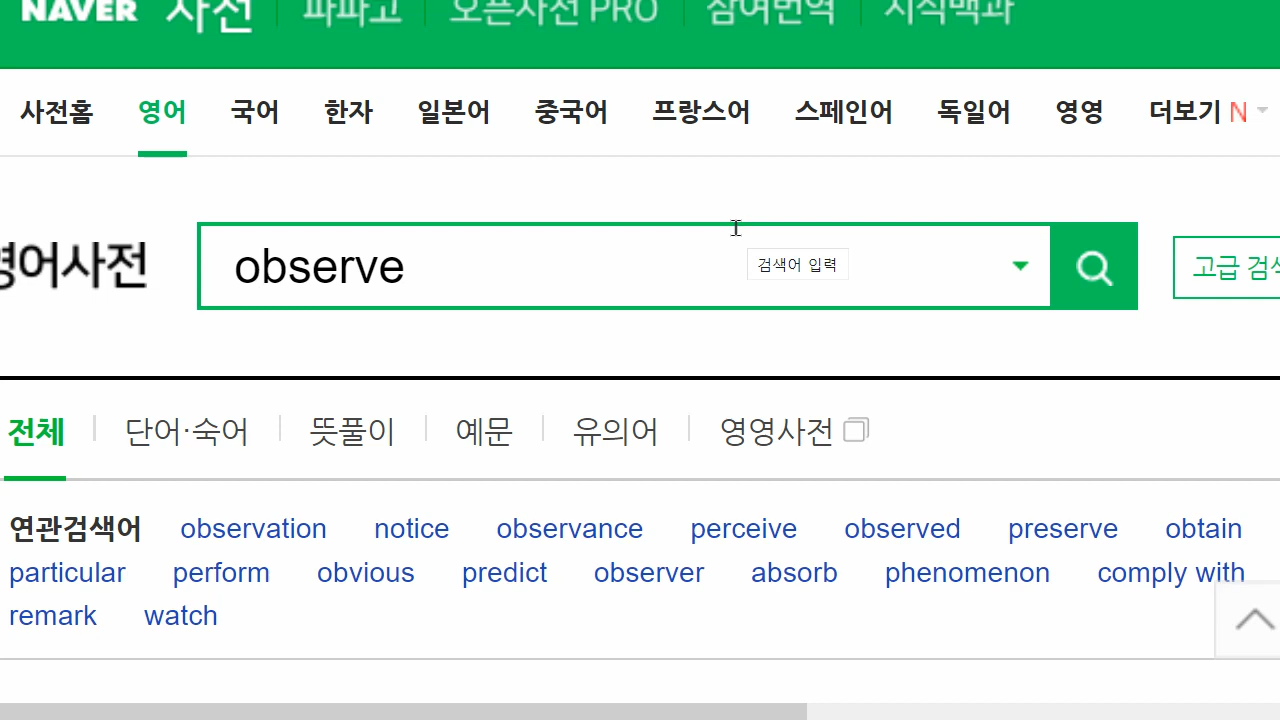 NAVER 사전 파파고 오픈사전 PRO 참여번역 지식백과
사전홈 영어 국어 한자 일본어 중국어 프랑스어 스페인어 독일어 영영 더보기 N
영어사전 observe 검색어 입력 고급 검색
전체 단어·숙어 뜻풀이 예문 유의어 영영사전
연관검색어 observation notice observance perceive observed preserve obtain
particular perform obvious predict observer absorb phenomenon comply with
remark watch